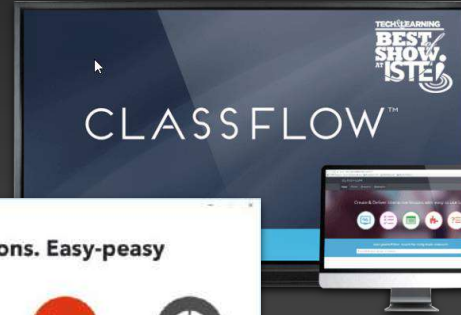 TECH&LEARNING
BEST
SHOW
AT ISTE!
CLASSFLOW™
ons. Easy-peasy